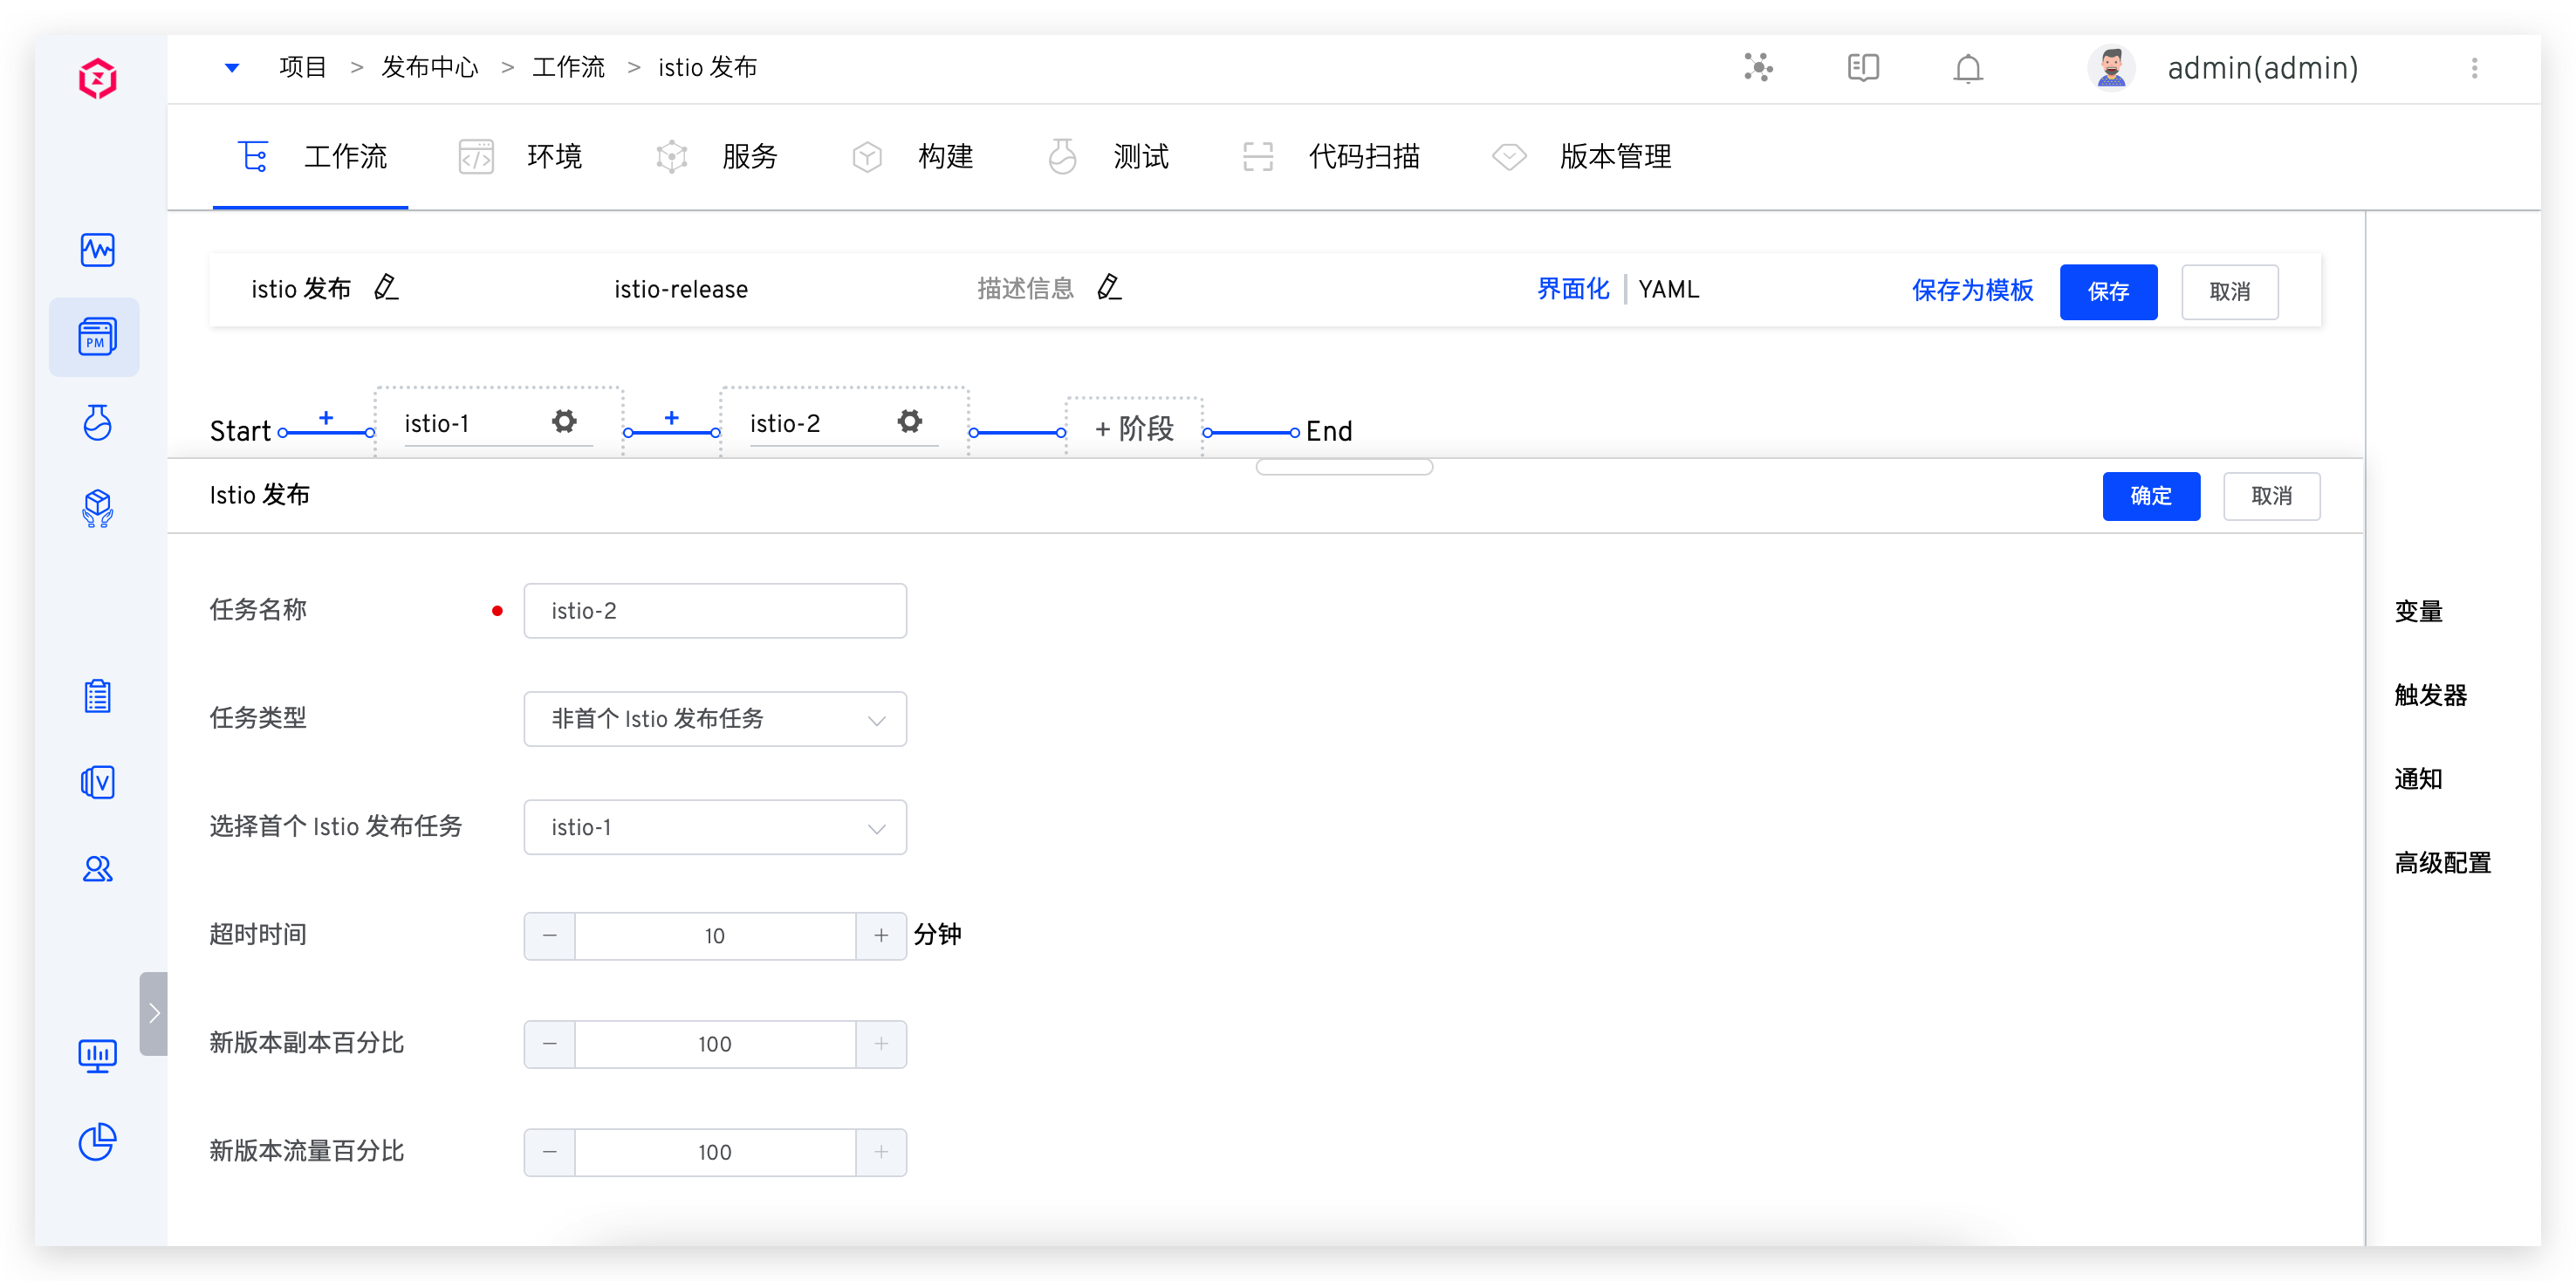 项目 > 发布中心 > 工作流 > istio 发布
admin(admin)
工作流 环境 服务 构建 测试 代码扫描 版本管理
istio 发布 istio-release 描述信息 界面化 YAML 保存为模板 保存 取消
PM
Start + istio-1 + istio-2 + 阶段 End
Istio 发布 确定 取消
任务名称 istio-2
任务类型 非首个 Istio 发布任务
选择首个 Istio 发布任务 istio-1
超时时间 − 10 + 分钟
新版本副本百分比 − 100 +
新版本流量百分比 − 100 +
变量
触发器
通知
高级配置